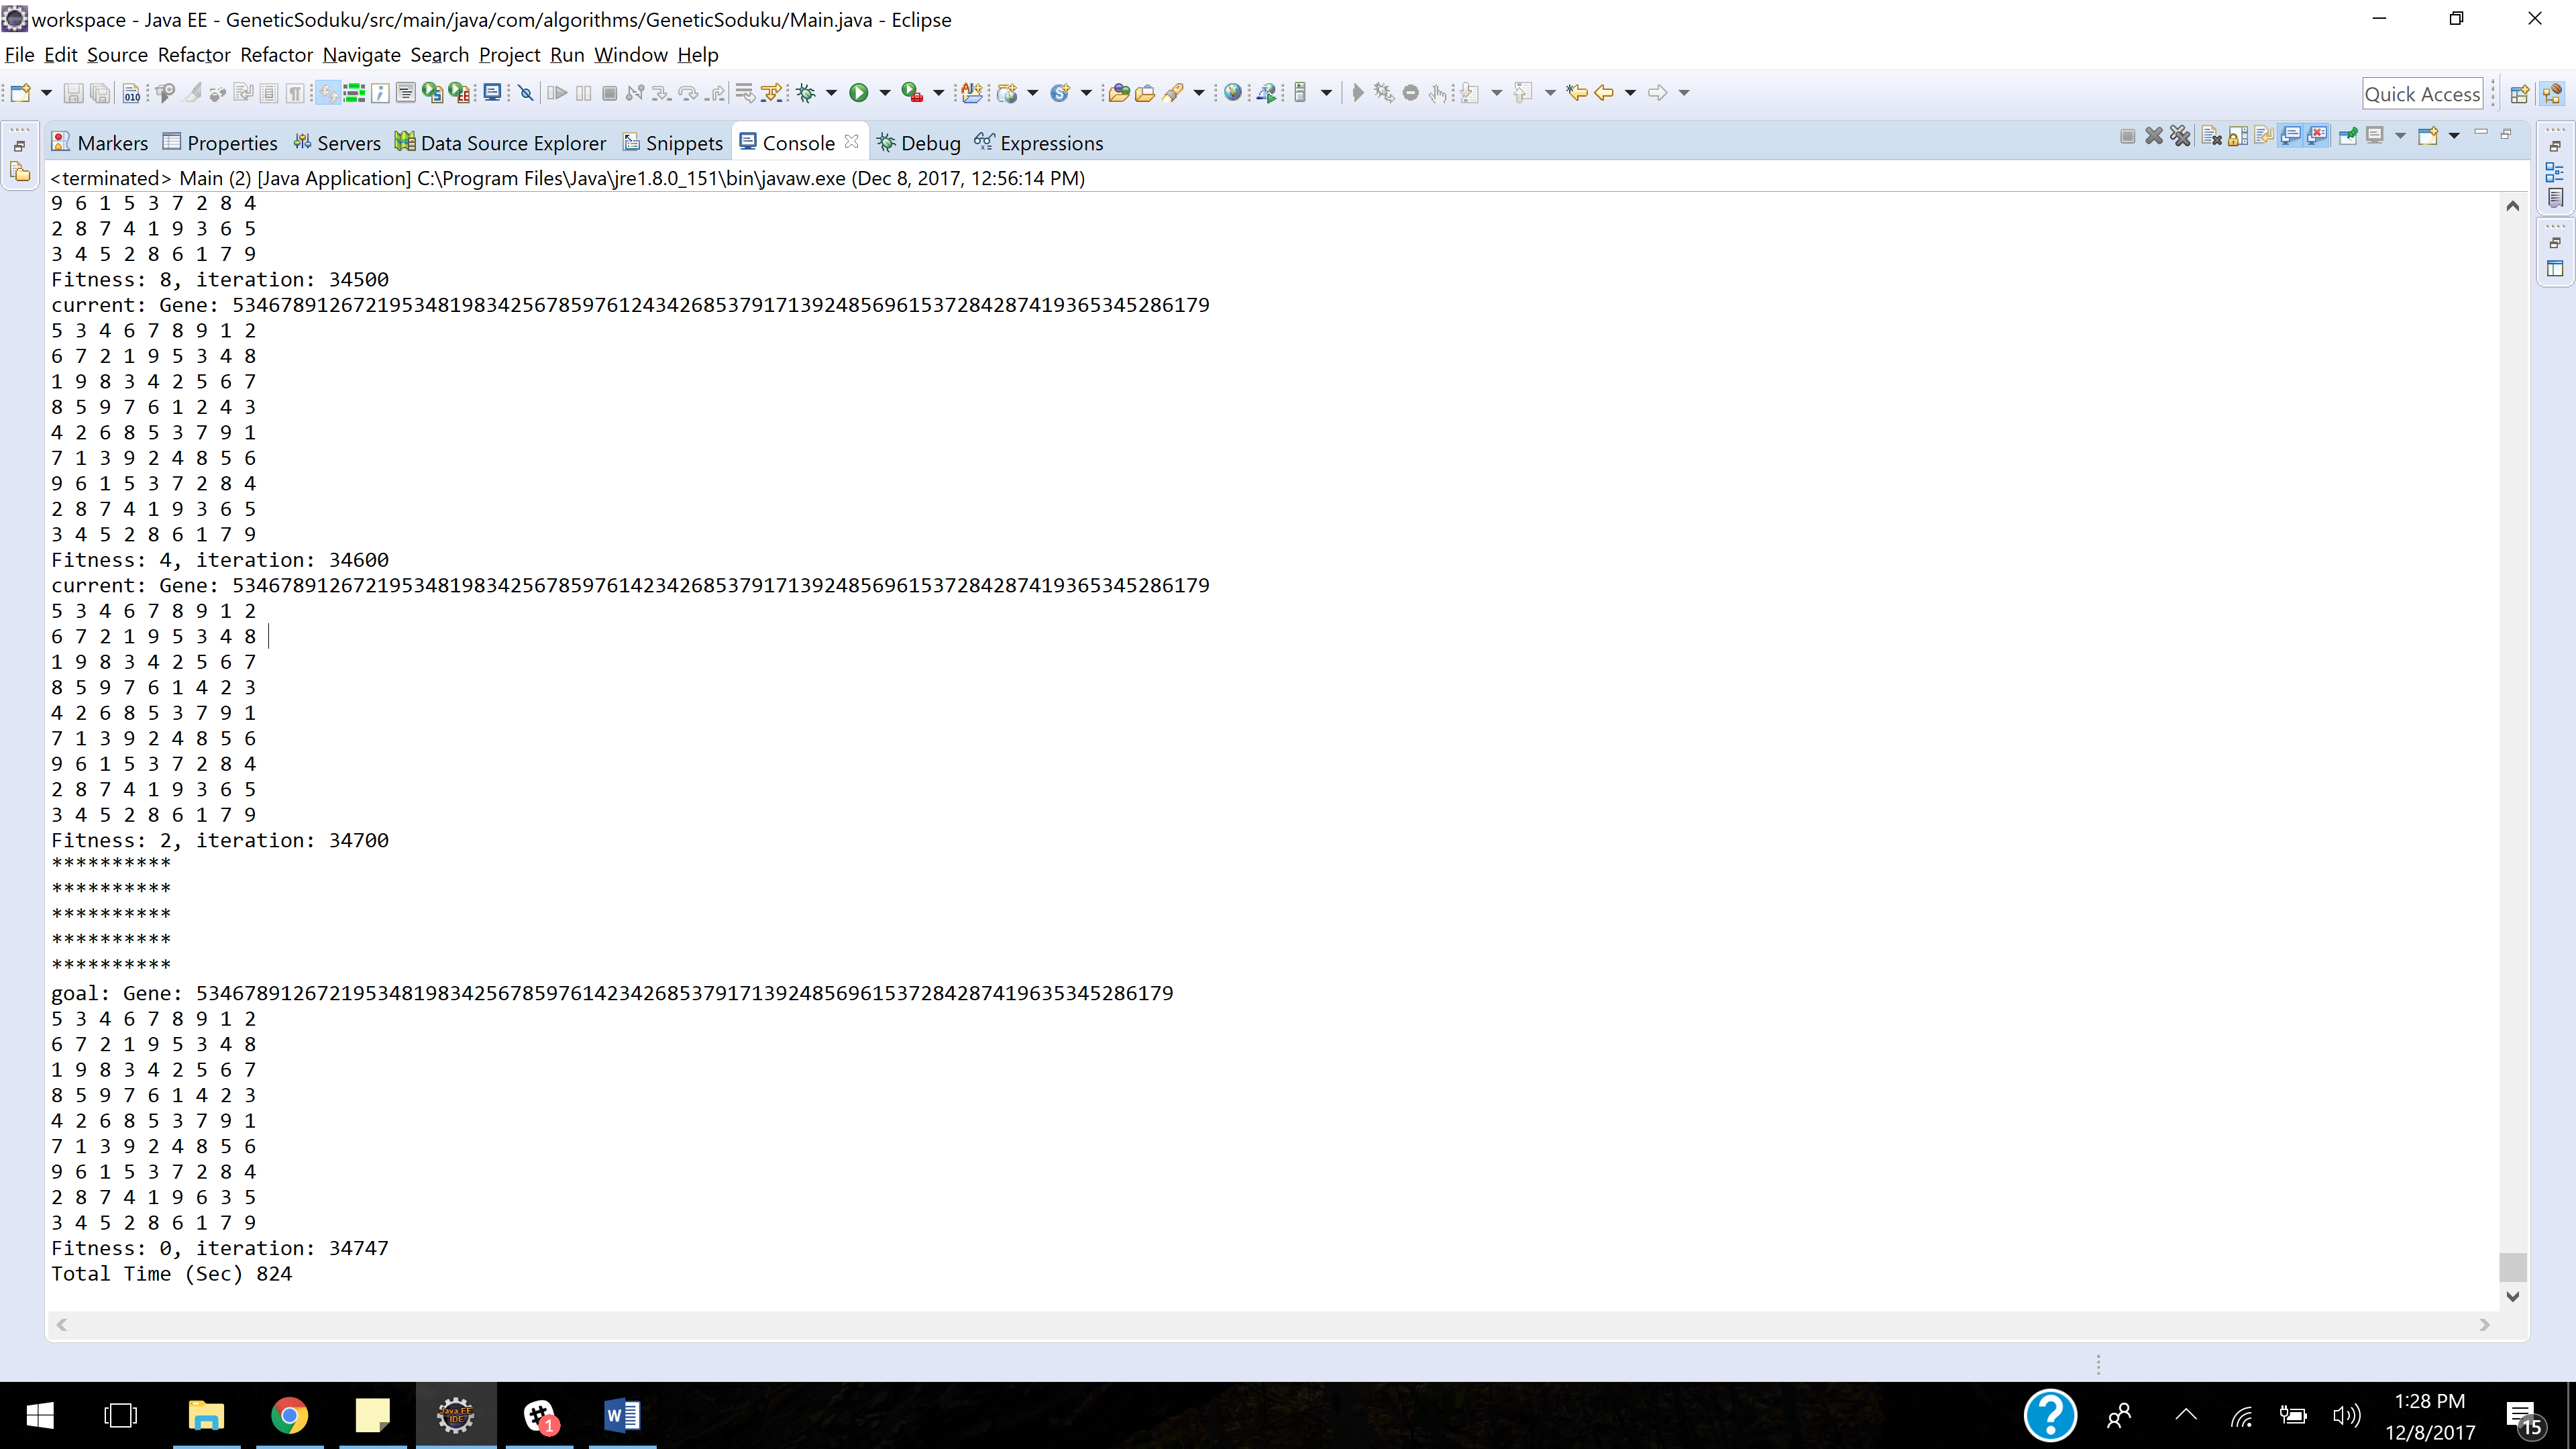 workspace - Java EE - GeneticSoduku/src/main/java/com/algorithms/GeneticSoduku/Main.java - Eclipse
File Edit Source Refactor Refactor Navigate Search Project Run Window Help
Quick Access
Markers Properties Servers Data Source Explorer Snippets Console Debug Expressions
<terminated> Main (2) [Java Application] C:\Program Files\Java\jre1.8.0_151\bin\javaw.exe (Dec 8, 2017, 12:56:14 PM)
9 6 1 5 3 7 2 8 4
2 8 7 4 1 9 3 6 5
3 4 5 2 8 6 1 7 9
Fitness: 8, iteration: 34500
current: Gene: 534678912672195348198342567859761243426853791713924856961537284287419365345286179
5 3 4 6 7 8 9 1 2
6 7 2 1 9 5 3 4 8
1 9 8 3 4 2 5 6 7
8 5 9 7 6 1 2 4 3
4 2 6 8 5 3 7 9 1
7 1 3 9 2 4 8 5 6
9 6 1 5 3 7 2 8 4
2 8 7 4 1 9 3 6 5
3 4 5 2 8 6 1 7 9
Fitness: 4, iteration: 34600
current: Gene: 534678912672195348198342567859761423426853791713924856961537284287419365345286179
5 3 4 6 7 8 9 1 2
6 7 2 1 9 5 3 4 8
1 9 8 3 4 2 5 6 7
8 5 9 7 6 1 4 2 3
4 2 6 8 5 3 7 9 1
7 1 3 9 2 4 8 5 6
9 6 1 5 3 7 2 8 4
2 8 7 4 1 9 3 6 5
3 4 5 2 8 6 1 7 9
Fitness: 2, iteration: 34700
**********
**********
**********
**********
**********
goal: Gene: 534678912672195348198342567859761423426853791713924856961537284287419635345286179
5 3 4 6 7 8 9 1 2
6 7 2 1 9 5 3 4 8
1 9 8 3 4 2 5 6 7
8 5 9 7 6 1 4 2 3
4 2 6 8 5 3 7 9 1
7 1 3 9 2 4 8 5 6
9 6 1 5 3 7 2 8 4
2 8 7 4 1 9 6 3 5
3 4 5 2 8 6 1 7 9
Fitness: 0, iteration: 34747
Total Time (Sec) 824
1:28 PM
12/8/2017
15
1